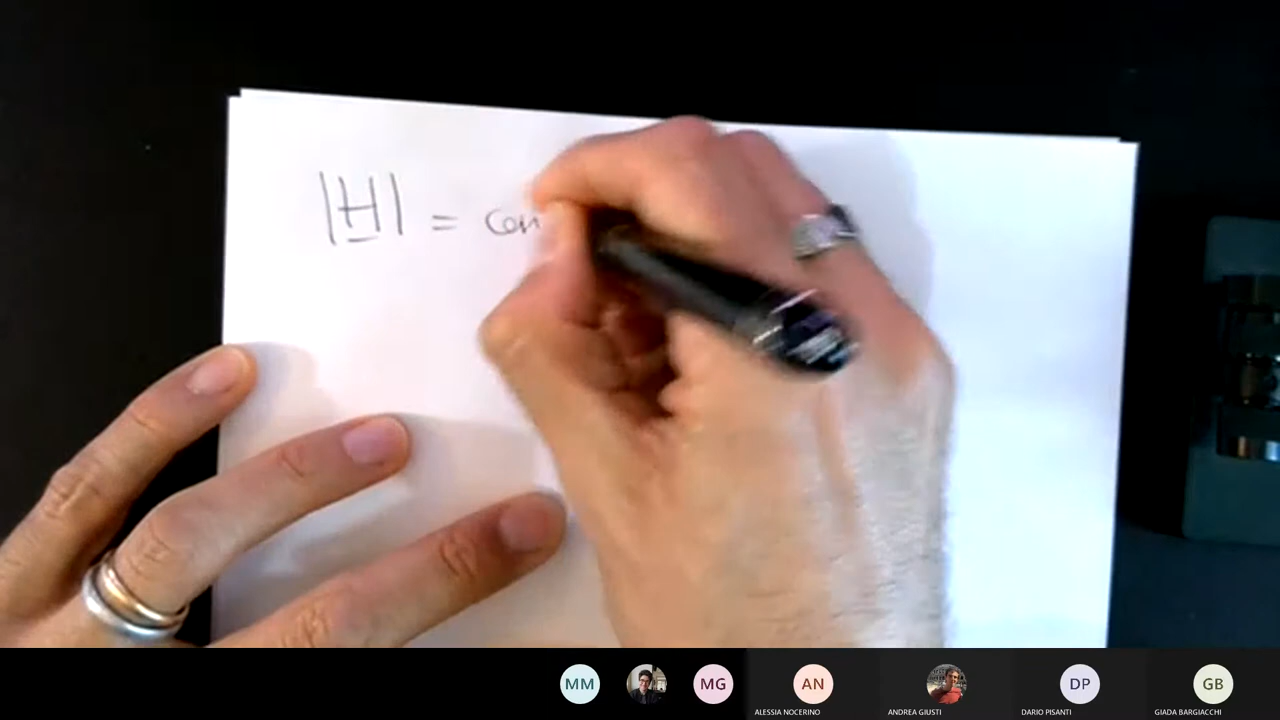 |H| = con
MM
MG
AN
DP
GB
ALESSIA NOCERINO
ANDREA GIUSTI
DARIO PISANTI
GIADA BARGIACCHI